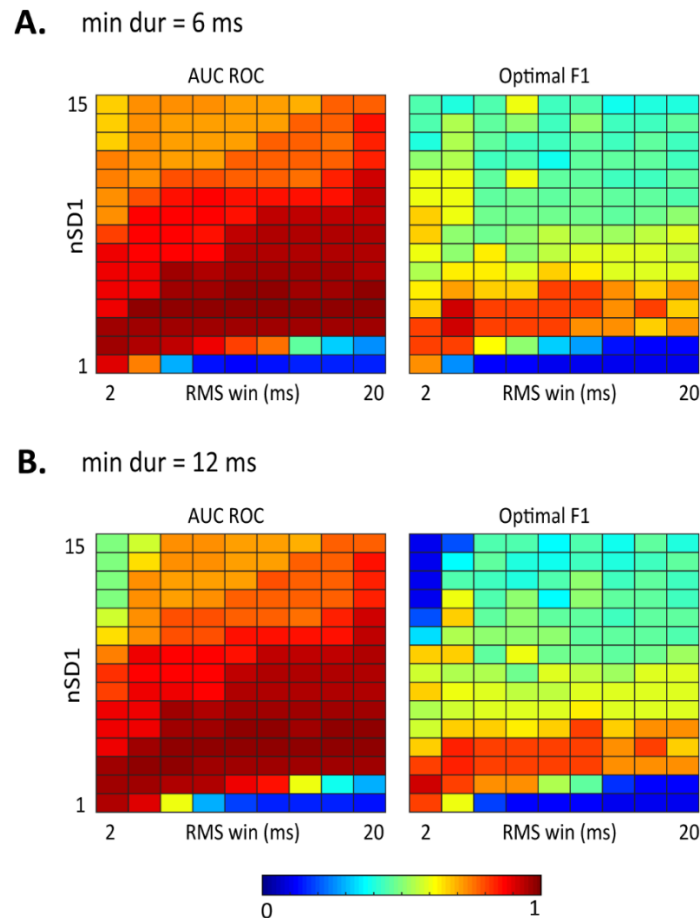 A. min dur = 6 ms
AUC ROC
Optimal F1
15
nSD1
1
2
RMS win (ms)
20
2
RMS win (ms)
20
B. min dur = 12 ms
AUC ROC
Optimal F1
15
nSD1
1
2
RMS win (ms)
20
2
RMS win (ms)
20
0
1